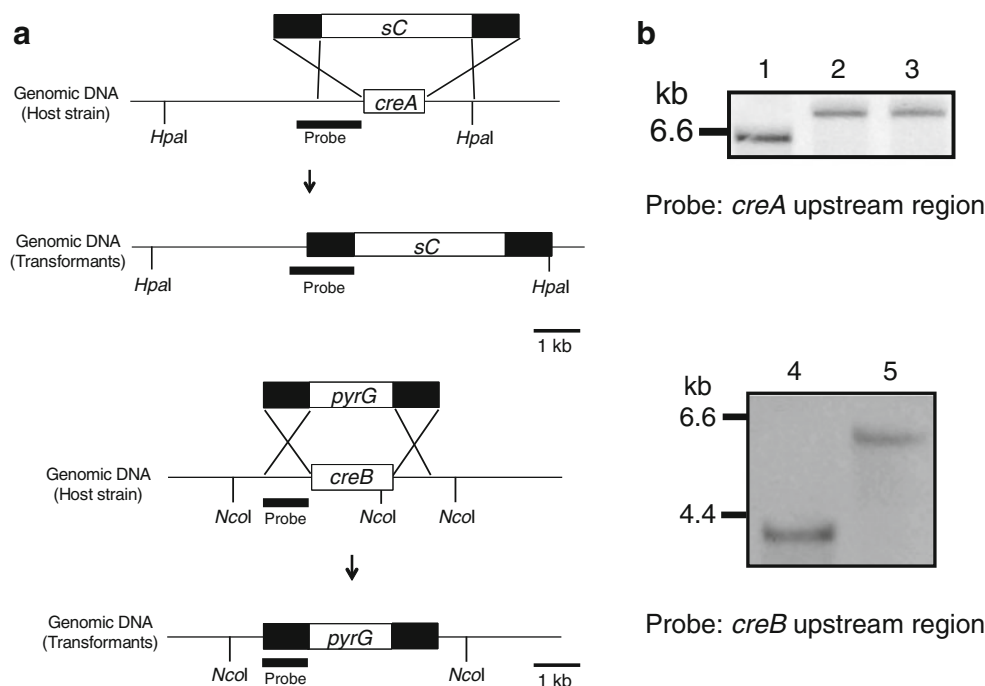 a
sC
Genomic DNA
(Host strain)
creA
HpaI
Probe
HpaI
Genomic DNA
(Transformants)
sC
HpaI
Probe
HpaI
1 kb
pyrG
Genomic DNA
(Host strain)
creB
NcoI
Probe
NcoI
NcoI
Genomic DNA
(Transformants)
pyrG
NcoI
Probe
NcoI
1 kb
b
1 2 3
kb
6.6
Probe: creA upstream region
4 5
kb
6.6
4.4
Probe: creB upstream region